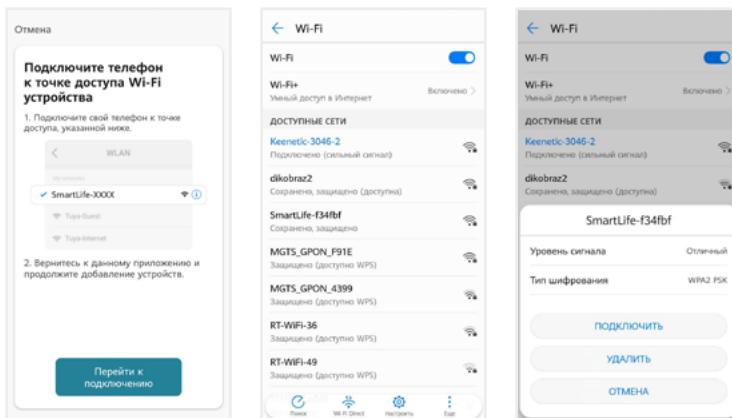 Отмена
Подключите телефон
к точке доступа Wi-Fi
устройства
1. Подключите свой телефон к точке
доступа, указанной ниже.
WLAN
My networks
SmartLife-XXXX
Tuya-Guest
Tuya-Internet
2. Вернитесь к данному приложению и
продолжите добавление устройств.
Перейти к
подключению
Wi-Fi
Wi-Fi
Wi-Fi+
Умный доступ в Интернет
Включено
ДОСТУПНЫЕ СЕТИ
Keenetic-3046-2
Подключено (сильный сигнал)
dikobraz2
Сохранено, защищено (доступна)
SmartLife-f34fbf
Сохранено, защищено
MGTS_GPON_F91E
Защищено (доступно WPS)
MGTS_GPON_4399
Защищено (доступно WPS)
RT-WiFi-36
Защищено (доступно WPS)
RT-WiFi-49
Защищено (доступно WPS)
Поиск
Wi-Fi Direct
Настроить
Еще
Wi-Fi
Wi-Fi
Wi-Fi+
Умный доступ в Интернет
Включено
ДОСТУПНЫЕ СЕТИ
Keenetic-3046-2
Подключено (сильный сигнал)
dikobraz2
Сохранено, защищено (доступна)
SmartLife-f34fbf
Уровень сигнала
Отличный
Тип шифрования
WPA2 PSK
ПОДКЛЮЧИТЬ
УДАЛИТЬ
ОТМЕНА